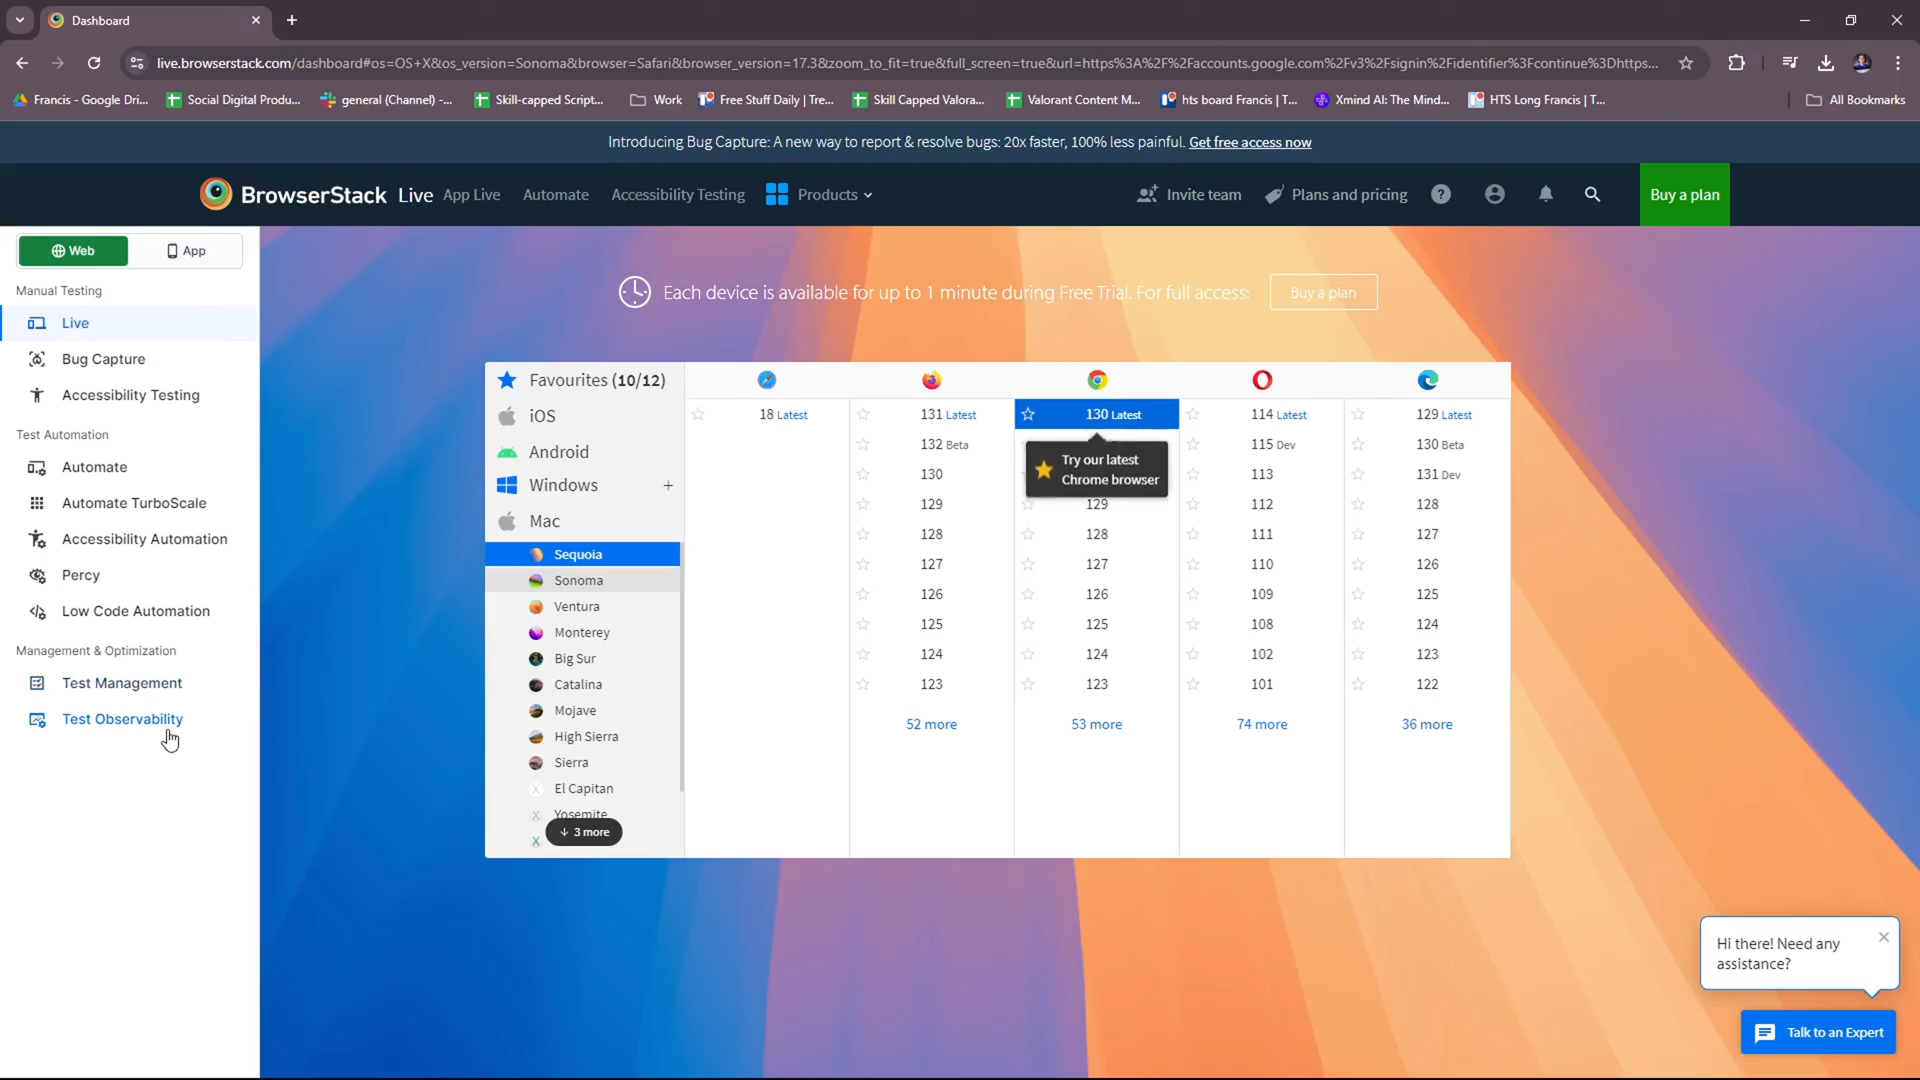 Dashboard
live.browserstack.com/dashboard#os=OS+X&os_version=Sonoma&browser=Safari&browser_version=17.3&zoom_to_fit=true&full_screen=true&url=https%3A%2F%2Faccounts.google.com%2Fv3%2Fsignin%2Fidentifier%3Fcontinue%3Dhttps...
Francis - Google Dri...
Social Digital Produ...
general (Channel) -...
Skill-capped Script...
Work
Free Stuff Daily | Tre...
Skill Capped Valora...
Valorant Content M...
hts board Francis | T...
Xmind AI: The Mind...
HTS Long Francis | T...
All Bookmarks
Introducing Bug Capture: A new way to report & resolve bugs: 20x faster, 100% less painful. Get free access now
BrowserStack Live
App Live
Automate
Accessibility Testing
Products
Invite team
Plans and pricing
Buy a plan
Web
App
Manual Testing
Live
Bug Capture
Accessibility Testing
Test Automation
Automate
Automate TurboScale
Accessibility Automation
Percy
Low Code Automation
Management & Optimization
Test Management
Test Observability
Each device is available for up to 1 minute during Free Trial. For full access:
Buy a plan
Favourites (10/12)
iOS
Android
Windows +
Mac
Sequoia
Sonoma
Ventura
Monterey
Big Sur
Catalina
Mojave
High Sierra
Sierra
El Capitan
Yosemite
3 more
18 Latest
131 Latest
132 Beta
130
129
128
127
126
125
124
123
52 more
130 Latest
Try our latest
Chrome browser
129
128
127
126
125
124
123
53 more
114 Latest
115 Dev
113
112
111
110
109
108
102
101
74 more
129 Latest
130 Beta
131 Dev
128
127
126
125
124
123
122
36 more
Hi there! Need any
assistance?
Talk to an Expert